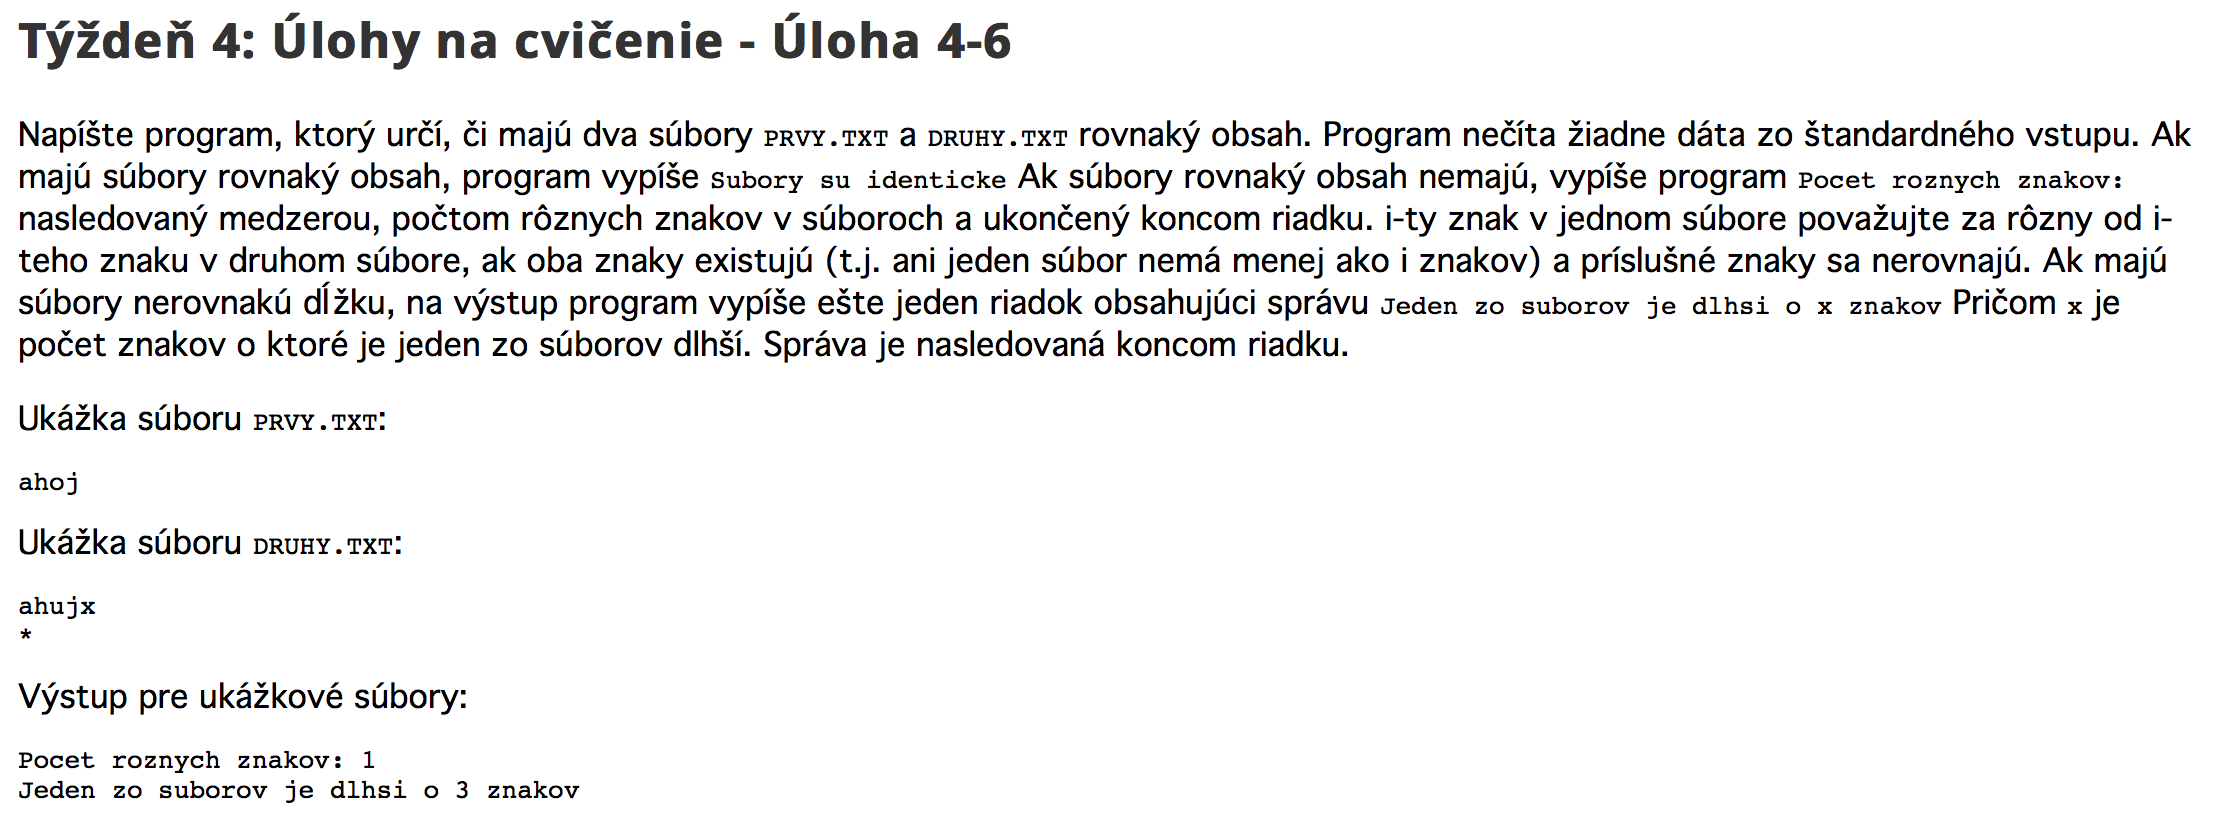 Týždeň 4: Úlohy na cvičenie - Úloha 4-6
Napíšte program, ktorý určí, či majú dva súbory PRVY.TXT a DRUHY.TXT rovnaký obsah. Program nečíta žiadne dáta zo štandardného vstupu. Ak
majú súbory rovnaký obsah, program vypíše Subory su identicke Ak súbory rovnaký obsah nemajú, vypíše program Pocet roznych znakov:
nasledovaný medzerou, počtom rôznych znakov v súboroch a ukončený koncom riadku. i-ty znak v jednom súbore považujte za rôzny od i-
teho znaku v druhom súbore, ak oba znaky existujú (t.j. ani jeden súbor nemá menej ako i znakov) a príslušné znaky sa nerovnajú. Ak majú
súbory nerovnakú dĺžku, na výstup program vypíše ešte jeden riadok obsahujúci správu Jeden zo suborov je dlhsi o x znakov Pričom x je
počet znakov o ktoré je jeden zo súborov dlhší. Správa je nasledovaná koncom riadku.
Ukážka súboru PRVY.TXT:
ahoj
Ukážka súboru DRUHY.TXT:
ahujx
*
Výstup pre ukážkové súbory:
Pocet roznych znakov: 1
Jeden zo suborov je dlhsi o 3 znakov